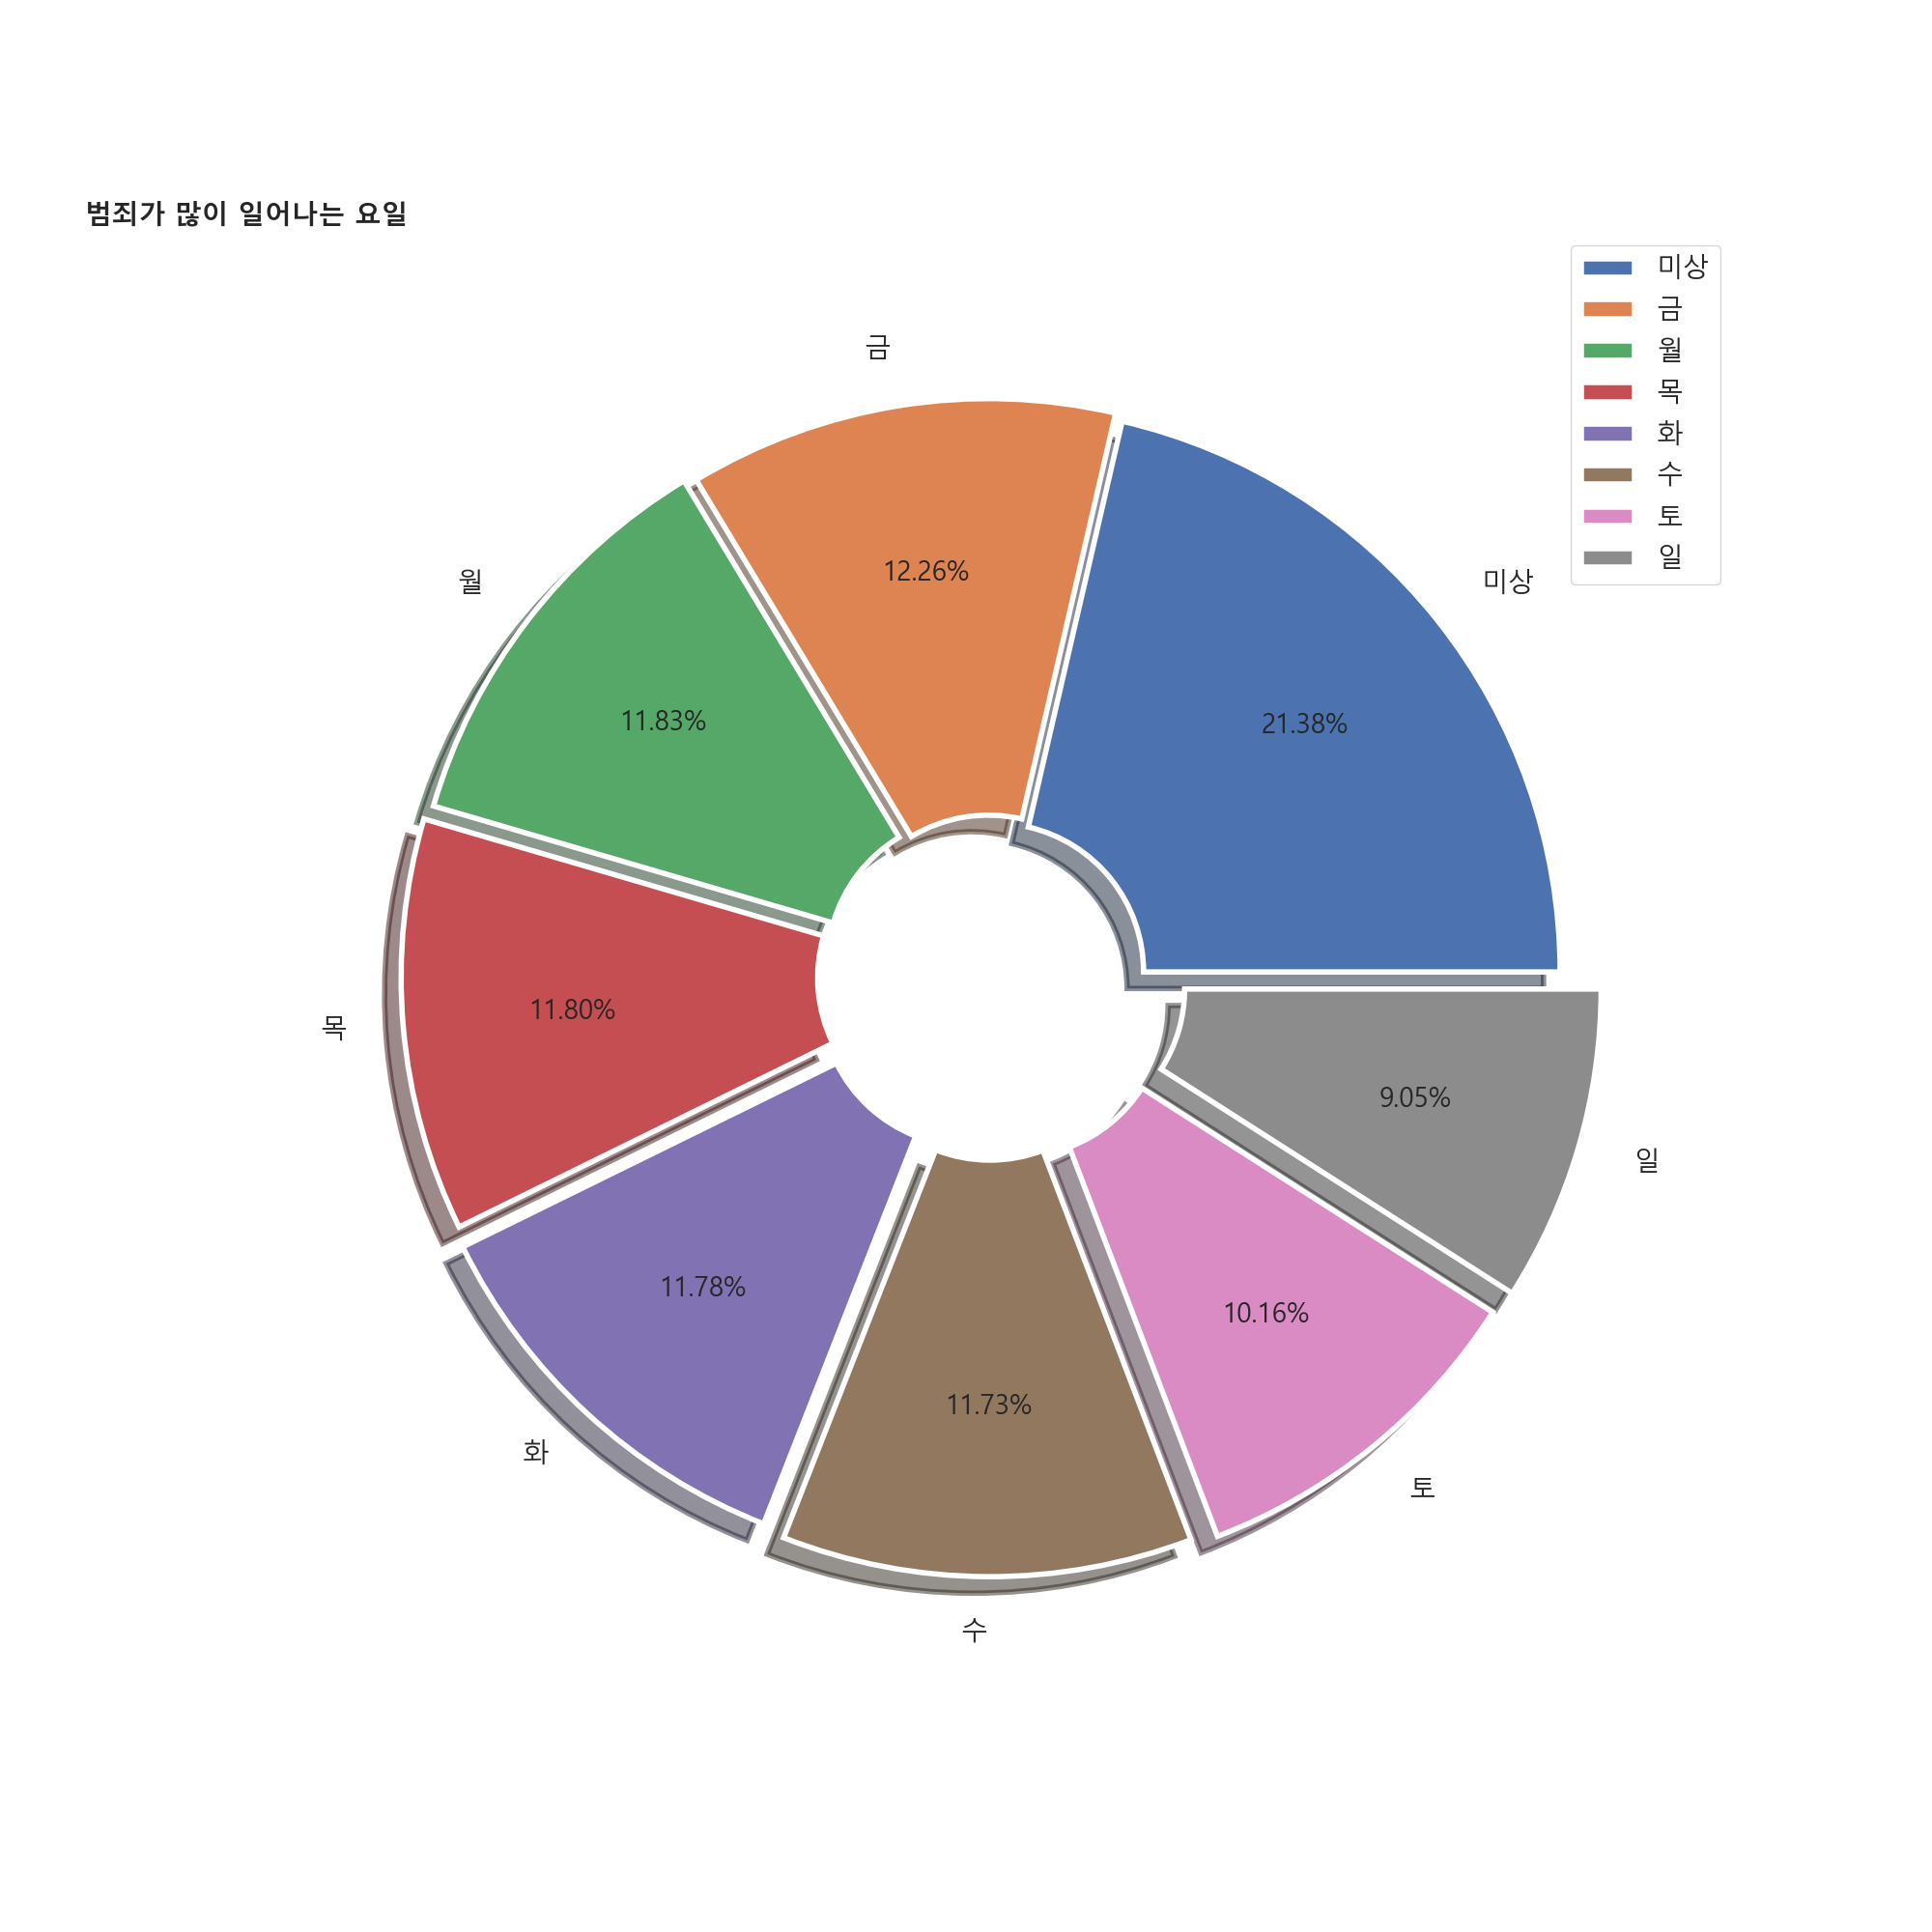 범죄가 많이 일어나는 요일
미상
금
월
목
화
수
토
일
금
12.26%
미상
21.38%
월
11.83%
목
11.80%
화
11.78%
수
11.73%
토
10.16%
일
9.05%